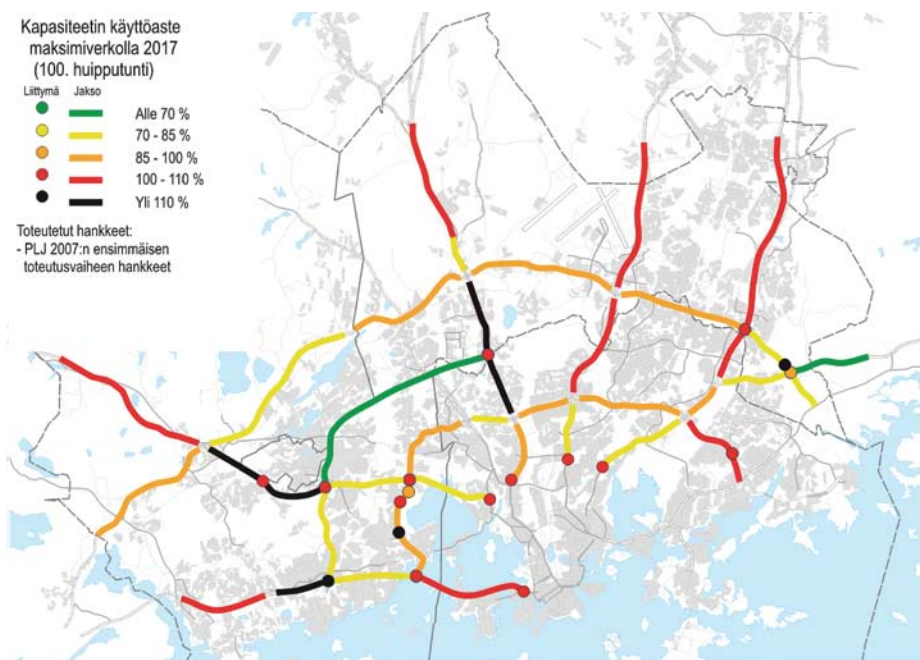 Kapasiteetin käyttöaste
maksimiverkolla 2017
(100. huipputunti)
Liittymä Jakso
Alle 70 %
70 - 85 %
85 - 100 %
100 - 110 %
Yli 110 %
Toteutetut hankkeet:
- PLJ 2007:n ensimmäisen
toteutusvaiheen hankkeet